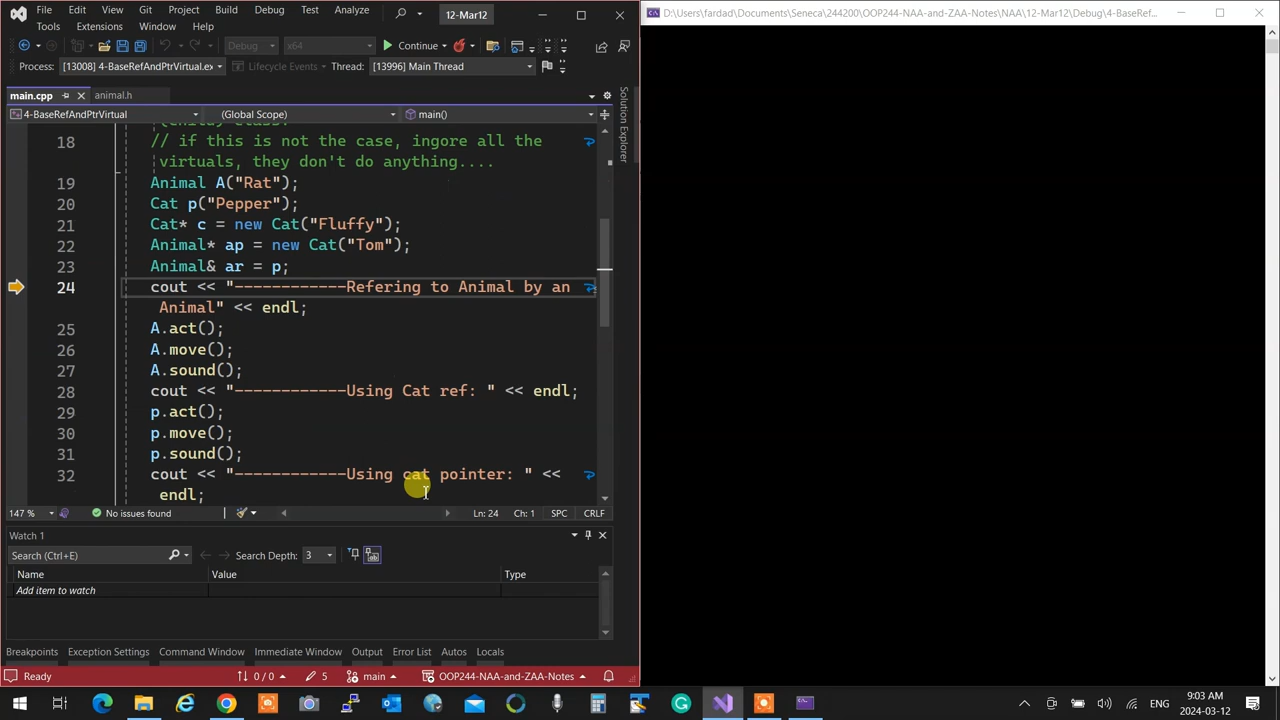 File Edit View Git Project Build Debug Test Analyze 12-Mar12
Tools Extensions Window Help
Debug x64 Continue
Process: [13008] 4-BaseRefAndPtrVirtual.ex Lifecycle Events Thread: [13996] Main Thread
main.cpp animal.h
4-BaseRefAndPtrVirtual (Global Scope) main()
18 // if this is not the case, ingore all the
virtuals, they don't do anything....
19 Animal A("Rat");
20 Cat p("Pepper");
21 Cat* c = new Cat("Fluffy");
22 Animal* ap = new Cat("Tom");
23 Animal& ar = p;
24 cout << "------------Refering to Animal by an
Animal" << endl;
25 A.act();
26 A.move();
27 A.sound();
28 cout << "------------Using Cat ref: " << endl;
29 p.act();
30 p.move();
31 p.sound();
32 cout << "------------Using cat pointer: " <<
endl;
147 % No issues found Ln: 24 Ch: 1 SPC CRLF
Watch 1
Search (Ctrl+E) Search Depth: 3
Name Value Type
Add item to watch
Python... Exception Settings Command Window Immediate Window Output Error List Autos Locals
Ready 0 / 0 5 main OOP244-NAA-and-ZAA-Notes
Solution Explorer
D:\Users\fardad\Documents\Seneca\244200\OOP244-NAA-and-ZAA-Notes\NAA\12-Mar12\Debug\4-BaseRef...
ENG 9:03 AM
2024-03-12